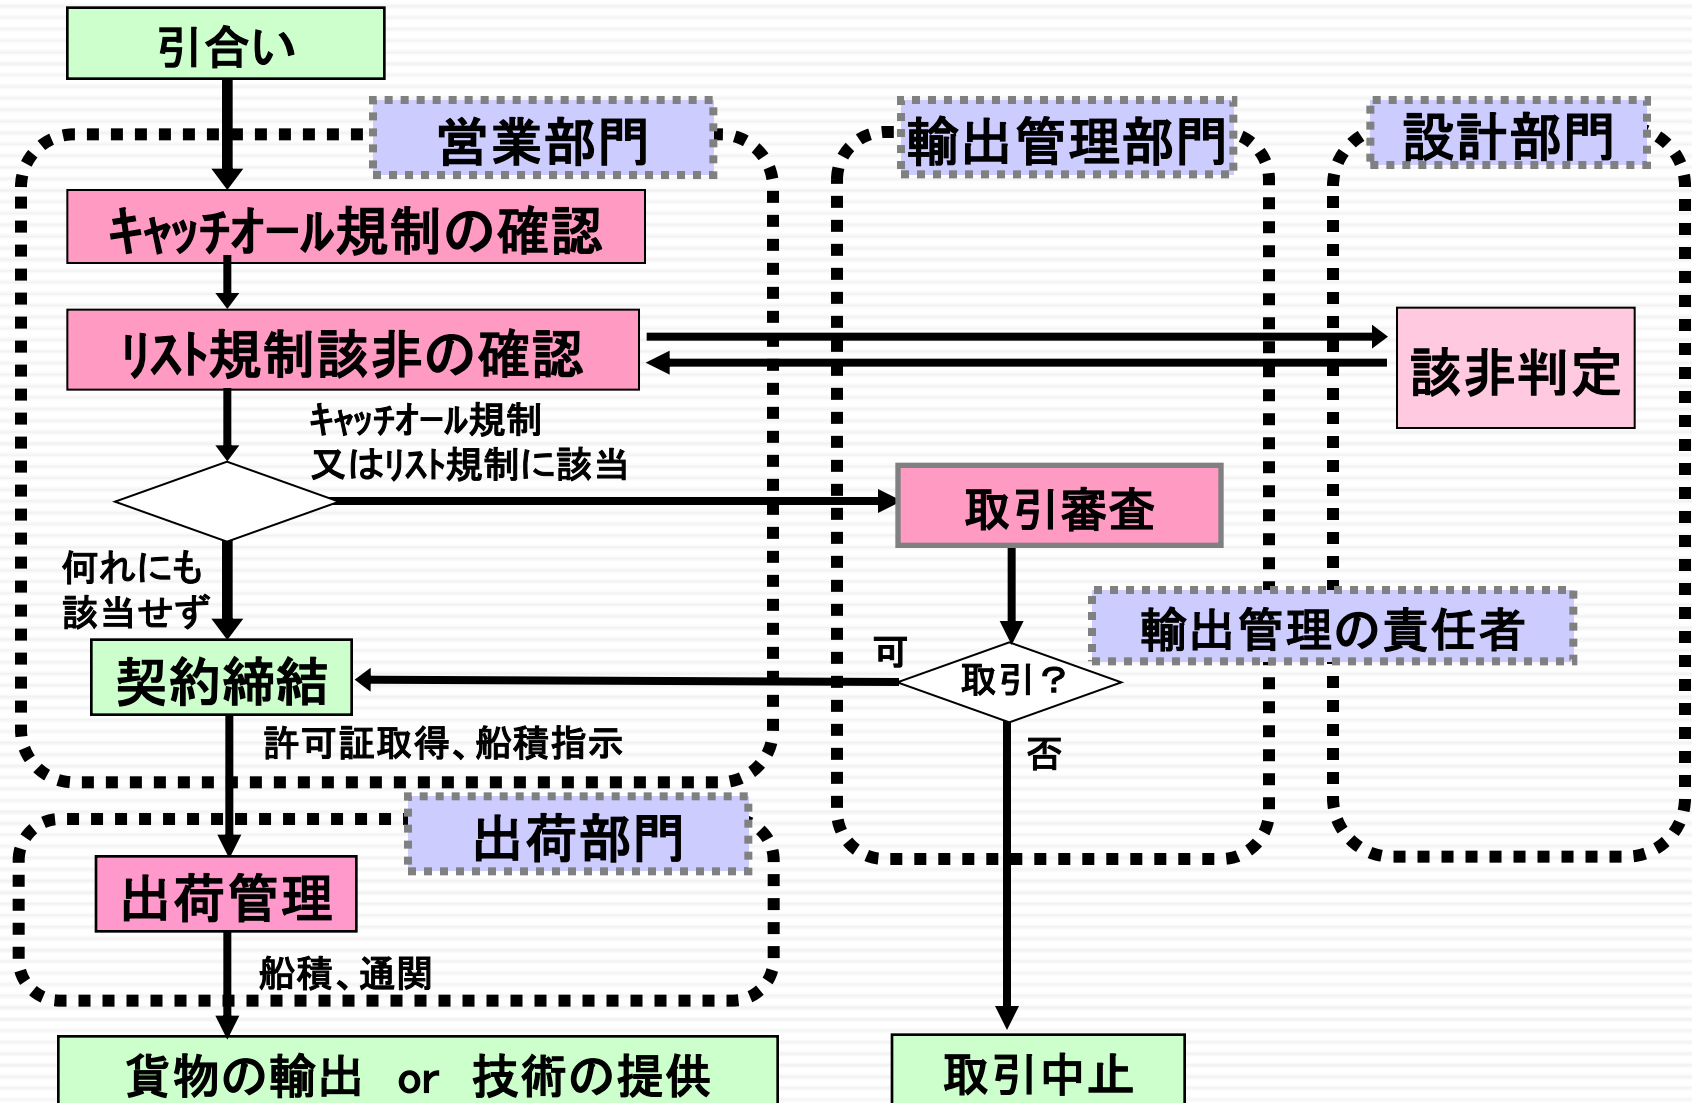 引合い
営業部門
輸出管理部門
設計部門
キャッチオール規制の確認
リスト規制該非の確認
該非判定
キャッチオール規制
又はリスト規制に該当
取引審査
何れにも
該当せず
輸出管理の責任者
契約締結
可
取引？
許可証取得、船積指示
否
出荷部門
出荷管理
船積、通関
貨物の輸出 or 技術の提供
取引中止